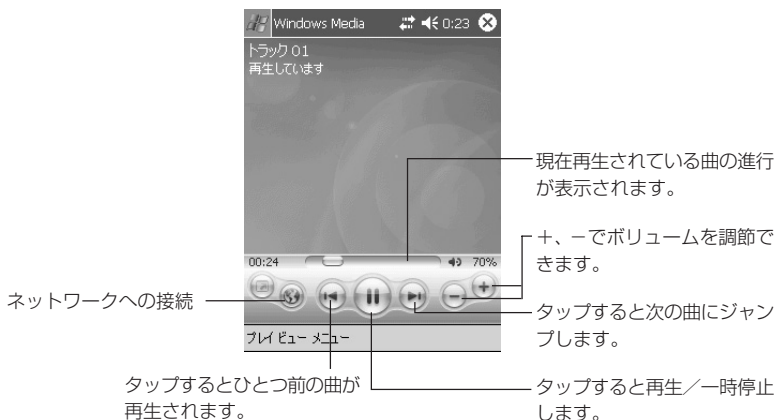 Windows Media 0:23
トラック 01
再生しています
現在再生されている曲の進行
が表示されます。
+、−でボリュームを調節で
きます。
00:24 70%
ネットワークへの接続
タップすると次の曲にジャン
プします。
プレイ ビュー メニュー
タップするとひとつ前の曲が
再生されます。
タップすると再生/一時停止
します。